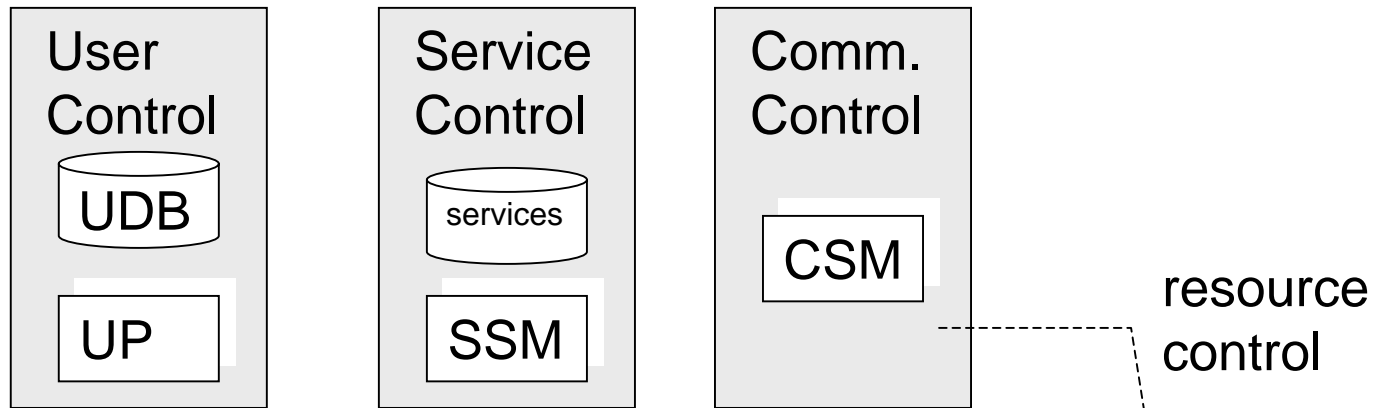 User
Control
UDB
UP
Service
Control
services
SSM
Comm.
Control
CSM
resource
control